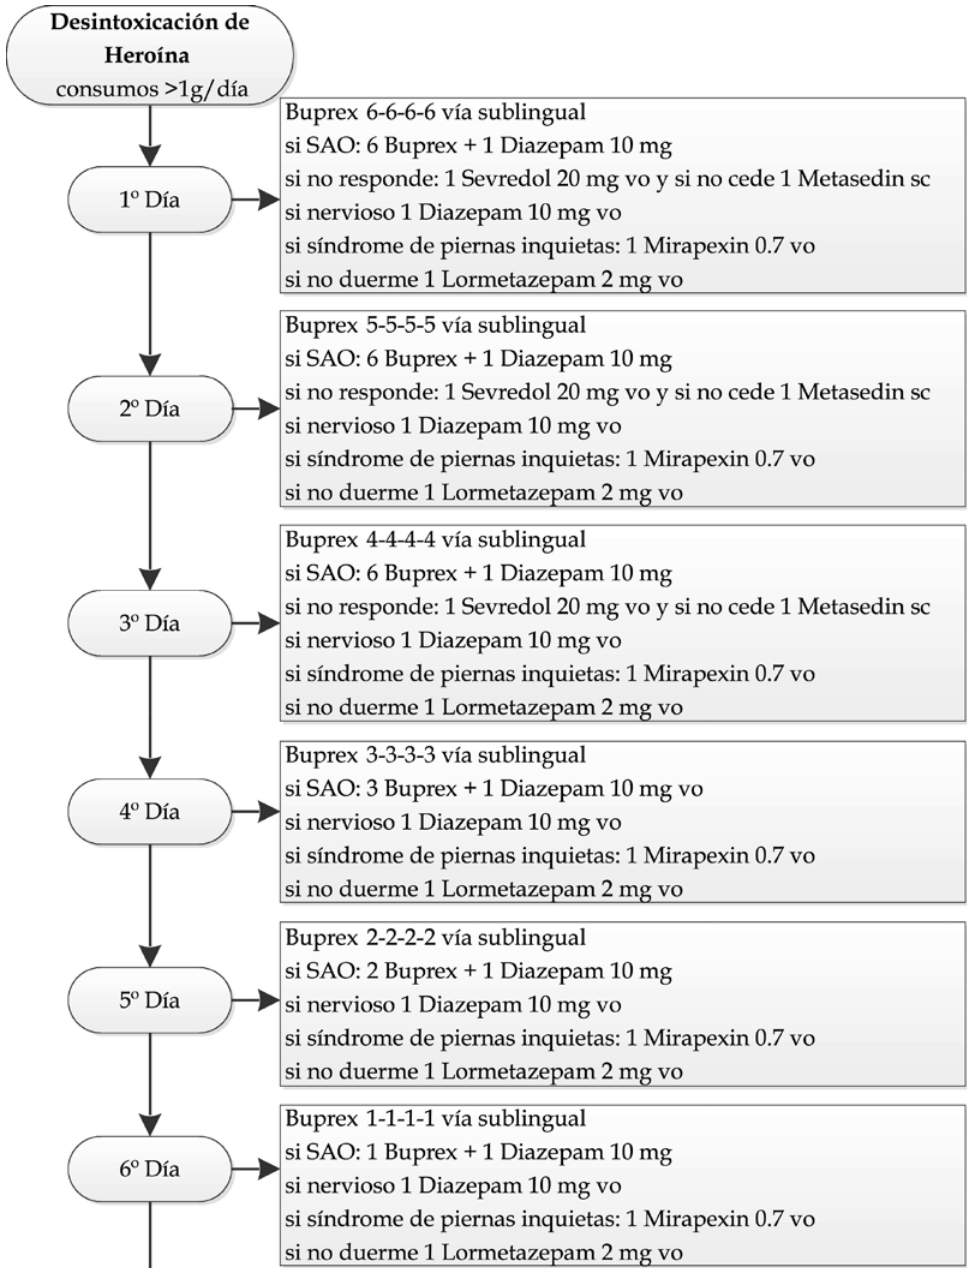 Desintoxicación de
Heroína
consumos >1g/día
1º Día
Buprex 6-6-6-6 vía sublingual
si SAO: 6 Buprex + 1 Diazepam 10 mg
si no responde: 1 Sevredol 20 mg vo y si no cede 1 Metasedin sc
si nervioso 1 Diazepam 10 mg vo
si síndrome de piernas inquietas: 1 Mirapexin 0.7 vo
si no duerme 1 Lormetazepam 2 mg vo
2º Día
Buprex 5-5-5-5 vía sublingual
si SAO: 6 Buprex + 1 Diazepam 10 mg
si no responde: 1 Sevredol 20 mg vo y si no cede 1 Metasedin sc
si nervioso 1 Diazepam 10 mg vo
si síndrome de piernas inquietas: 1 Mirapexin 0.7 vo
si no duerme 1 Lormetazepam 2 mg vo
3º Día
Buprex 4-4-4-4 vía sublingual
si SAO: 6 Buprex + 1 Diazepam 10 mg
si no responde: 1 Sevredol 20 mg vo y si no cede 1 Metasedin sc
si nervioso 1 Diazepam 10 mg vo
si síndrome de piernas inquietas: 1 Mirapexin 0.7 vo
si no duerme 1 Lormetazepam 2 mg vo
4º Día
Buprex 3-3-3-3 vía sublingual
si SAO: 3 Buprex + 1 Diazepam 10 mg vo
si nervioso 1 Diazepam 10 mg vo
si síndrome de piernas inquietas: 1 Mirapexin 0.7 vo
si no duerme 1 Lormetazepam 2 mg vo
5º Día
Buprex 2-2-2-2 vía sublingual
si SAO: 2 Buprex + 1 Diazepam 10 mg
si nervioso 1 Diazepam 10 mg vo
si síndrome de piernas inquietas: 1 Mirapexin 0.7 vo
si no duerme 1 Lormetazepam 2 mg vo
6º Día
Buprex 1-1-1-1 vía sublingual
si SAO: 1 Buprex + 1 Diazepam 10 mg
si nervioso 1 Diazepam 10 mg vo
si síndrome de piernas inquietas: 1 Mirapexin 0.7 vo
si no duerme 1 Lormetazepam 2 mg vo